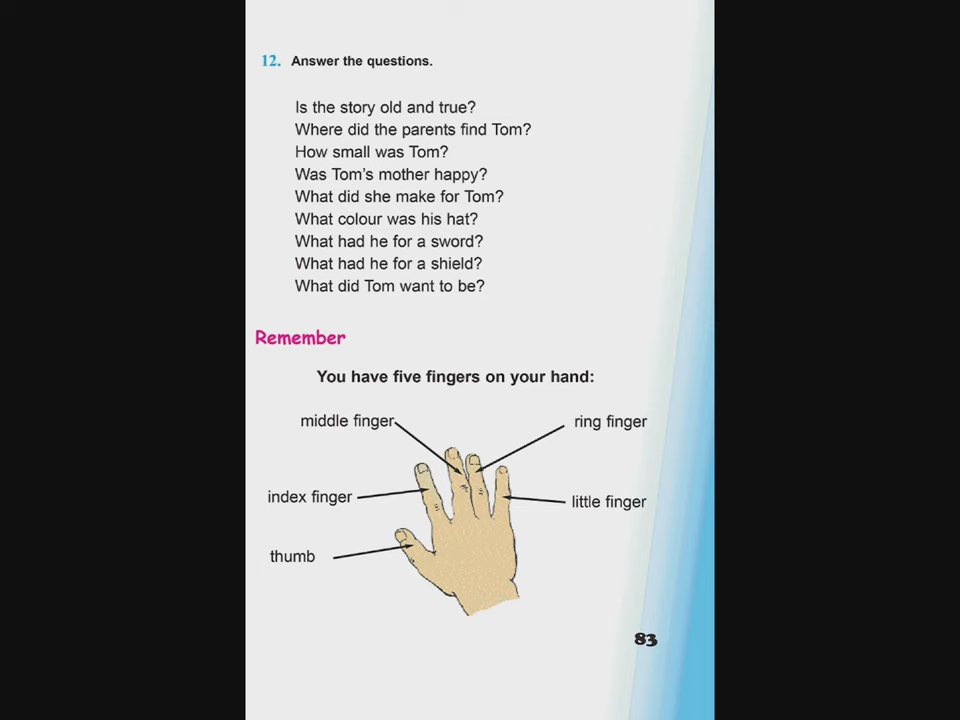 12. Answer the questions.
Is the story old and true?
Where did the parents find Tom?
How small was Tom?
Was Tom's mother happy?
What did she make for Tom?
What colour was his hat?
What had he for a sword?
What had he for a shield?
What did Tom want to be?
Remember
You have five fingers on your hand:
middle finger
ring finger
index finger
little finger
thumb
83